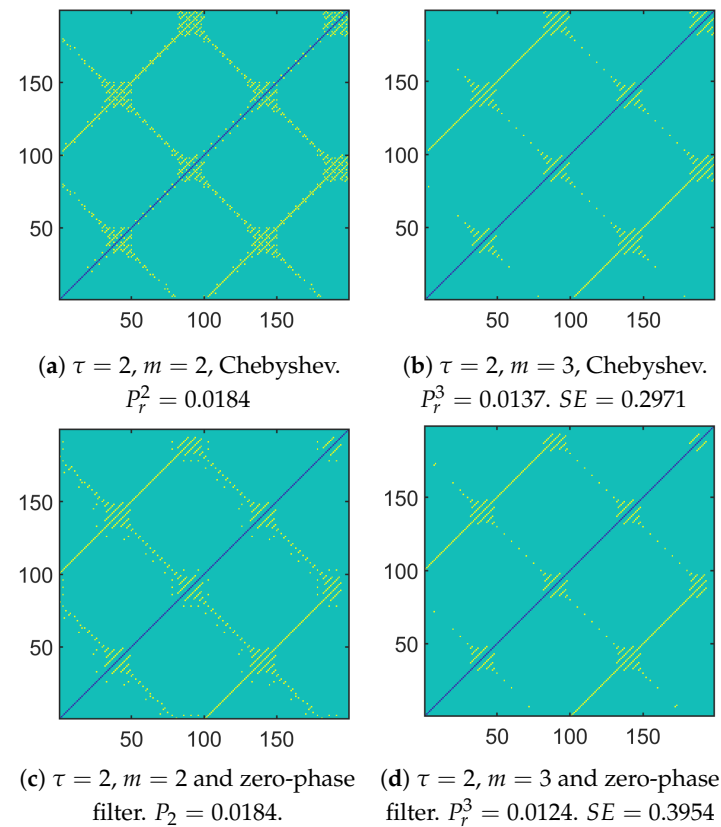 150
100
50
50 100 150
150
100
50
50 100 150
(a) τ = 2, m = 2, Chebyshev.
P_r^2 = 0.0184
(b) τ = 2, m = 3, Chebyshev.
P_r^3 = 0.0137. SE = 0.2971
150
100
50
50 100 150
150
100
50
50 100 150
(c) τ = 2, m = 2 and zero-phase
filter. P_2 = 0.0184.
(d) τ = 2, m = 3 and zero-phase
filter. P_r^3 = 0.0124. SE = 0.3954